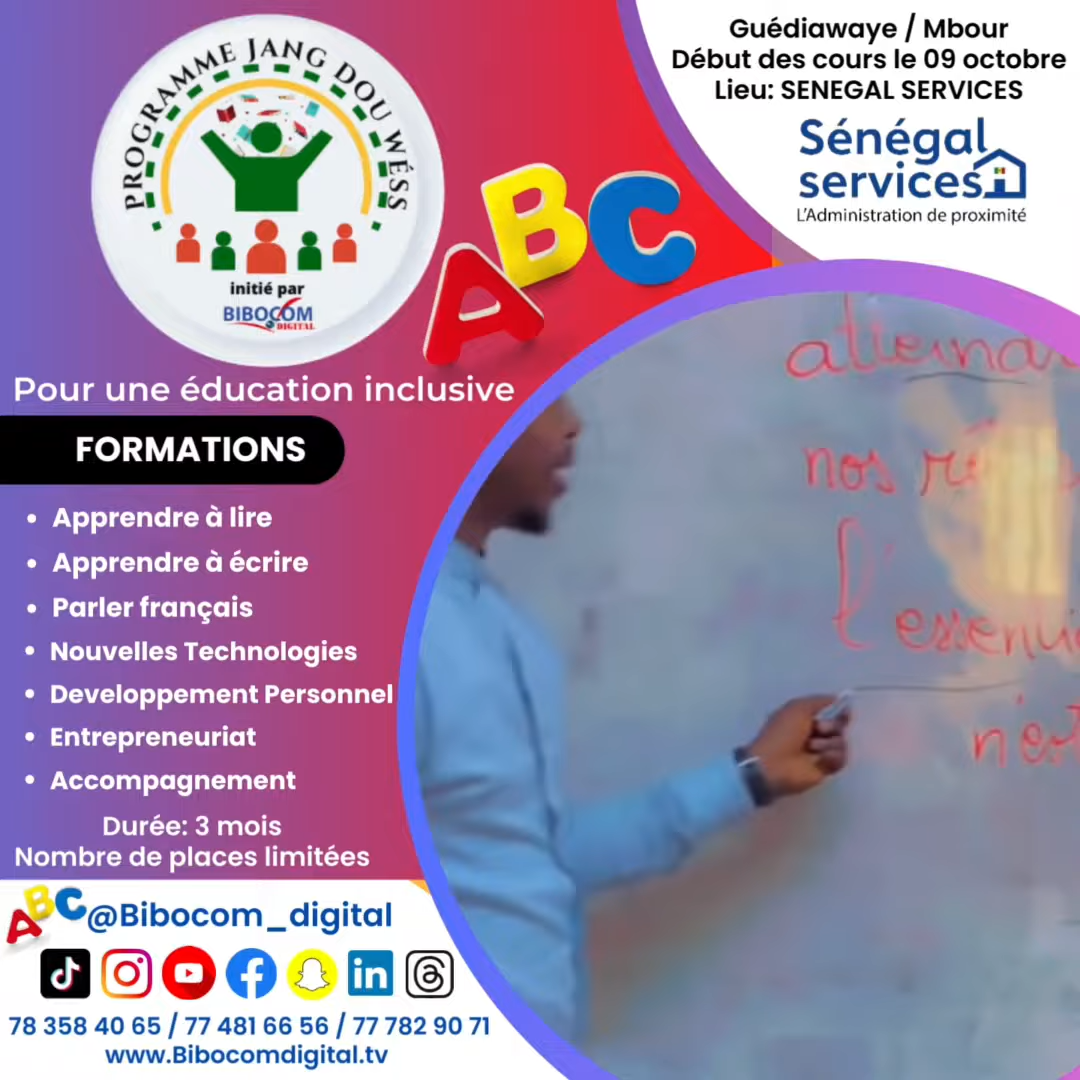 PROGRAMME JANG DOU WÉSS
initié par
BIBOCOM
DIGITAL
Guédiawaye / Mbour
Début des cours le 09 octobre
Lieu: SENEGAL SERVICES
Sénégal
services
L'Administration de proximité
ABC
Pour une éducation inclusive
FORMATIONS
• Apprendre à lire
• Apprendre à écrire
• Parler français
• Nouvelles Technologies
• Developpement Personnel
• Entrepreneuriat
• Accompagnement
Durée: 3 mois
Nombre de places limitées
nos
l'essenti
n'est
ABC @Bibocom_digital
in
78 358 40 65 / 77 481 66 56 / 77 782 90 71
www.Bibocomdigital.tv